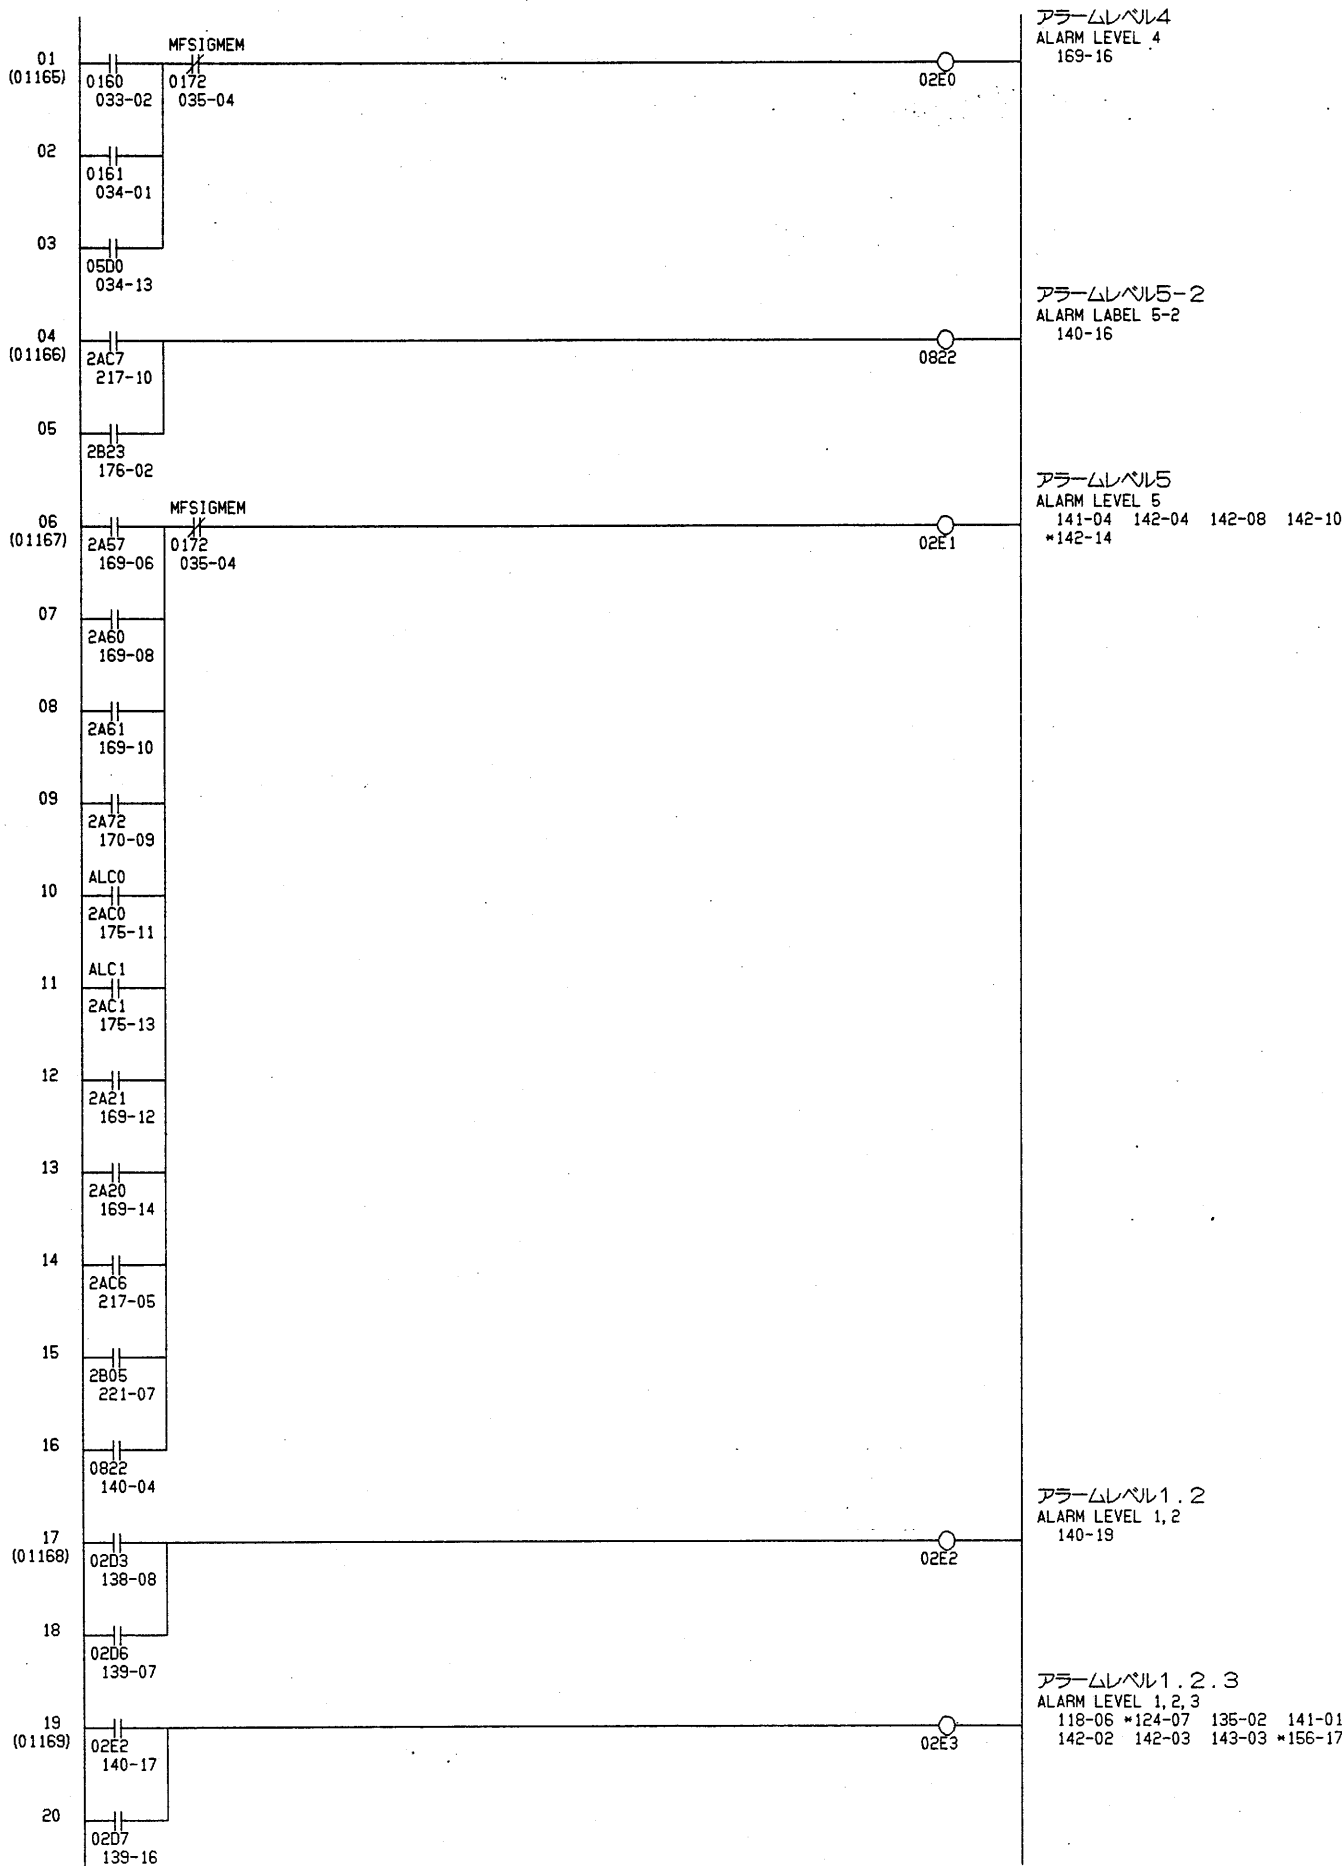 アラームレベル4
MFSIGMEM
ALARM LEVEL 4
01
169-16
(01165)
0160
0172
02E0
033-02
035-04
02
0161
034-01
03
05D0
034-13
アラームレベル5-2
ALARM LABEL 5-2
04
140-16
(01166)
2AC7
0822
217-10
05
2B23
176-02
アラームレベル5
MFSIGMEM
ALARM LEVEL 5
06
141-04 142-04 142-08 142-10
(01167)
2A57
0172
02E1
*142-14
169-06
035-04
07
2A60
169-08
08
2A61
169-10
09
2A72
170-09
ALC0
10
2AC0
175-11
ALC1
11
2AC1
175-13
12
2A21
169-12
13
2A20
169-14
14
2AC6
217-05
15
2B05
221-07
16
0822
140-04
アラームレベル1.2
ALARM LEVEL 1,2
17
140-19
(01168)
02D3
02E2
138-08
18
02D6
139-07
アラームレベル1.2.3
ALARM LEVEL 1,2,3
19
118-06 *124-07 135-02 141-01
(01169)
02E2
02E3
142-02 142-03 143-03 *156-17
140-17
20
02D7
139-16